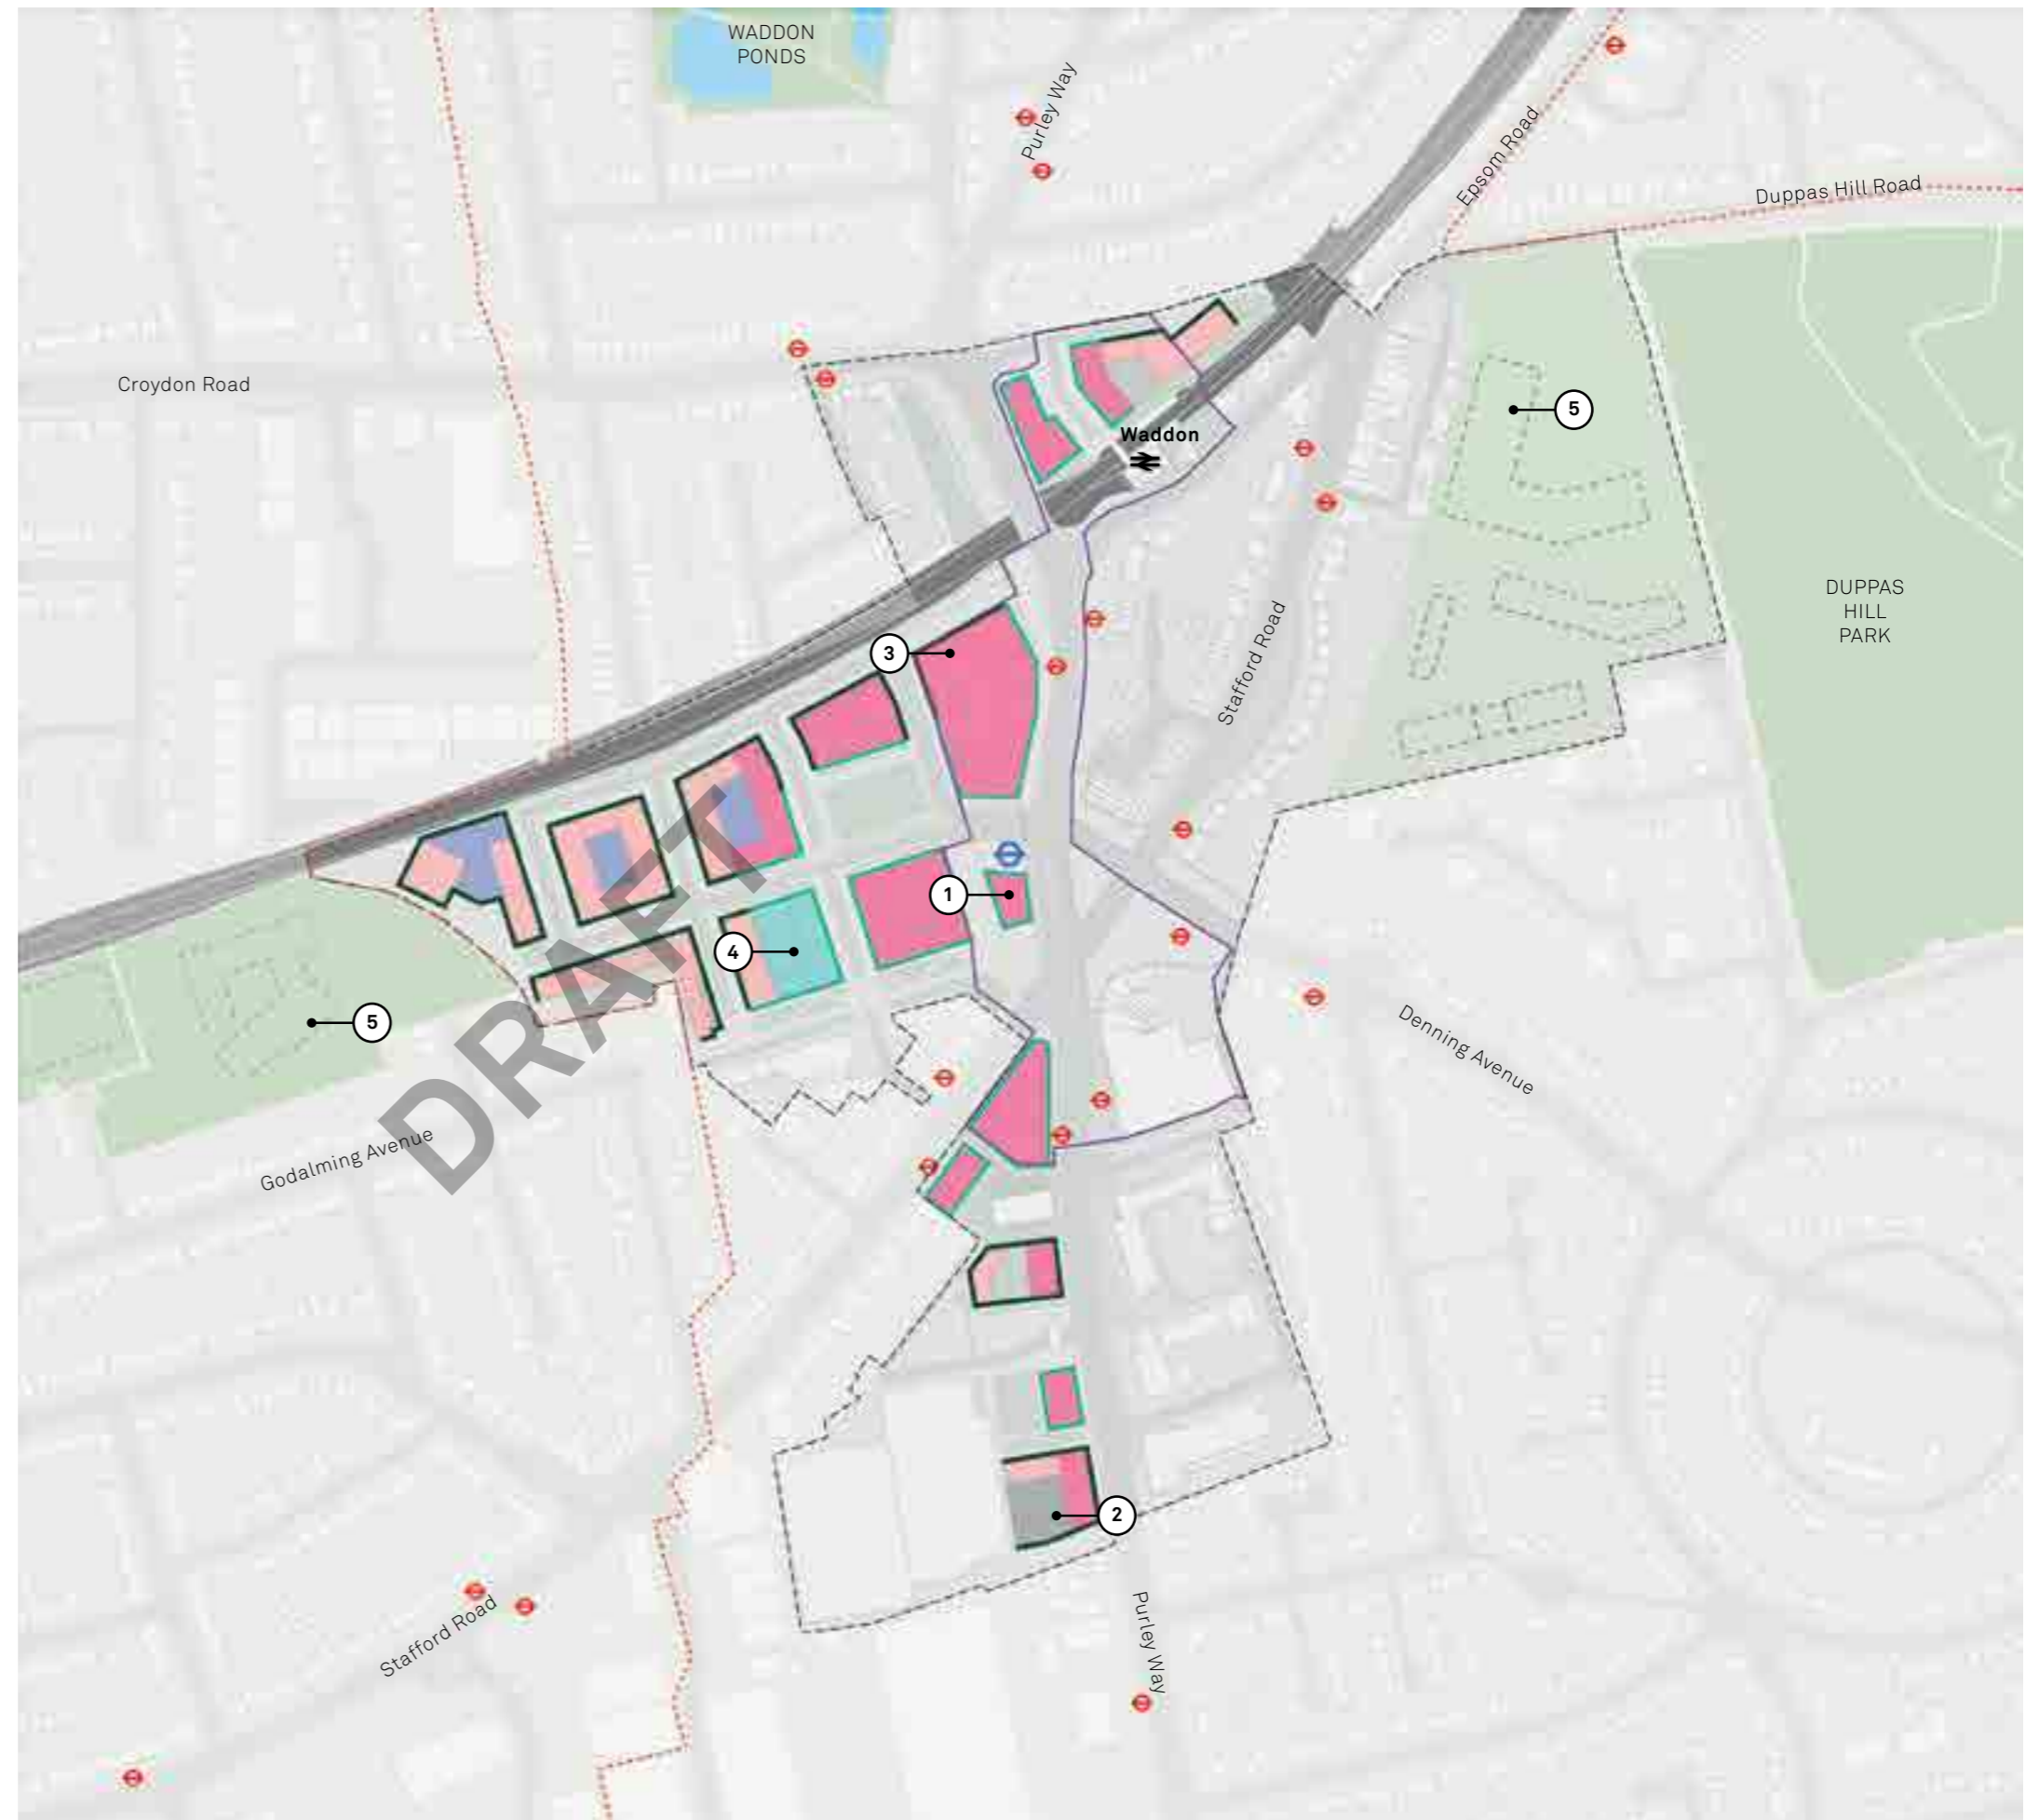 WADDON
PONDS
Purley Way
Epsom Road
Duppas Hill Road
Croydon Road
5
Waddon
DUPPAS
HILL
PARK
3
Stafford Road
1
4
5
DRAFT
Denning Avenue
Godalming Avenue
2
Stafford Road
Purley Way